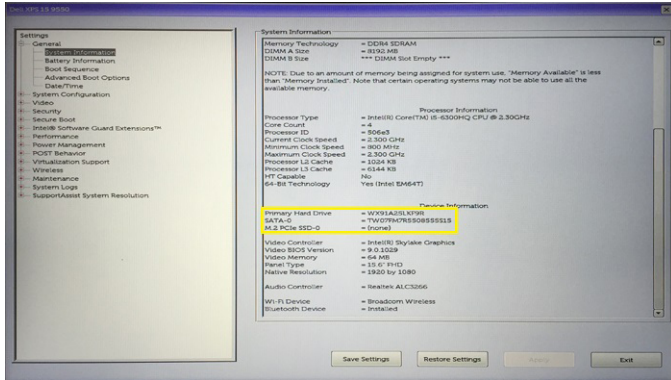 Dell XPS 15 9550
Settings
General
System Information
Battery Information
Boot Sequence
Advanced Boot Options
Date/Time
System Configuration
Video
Security
Secure Boot
Intel® Software Guard Extensions™
Performance
Power Management
POST Behavior
Virtualization Support
Wireless
Maintenance
System Logs
SupportAssist System Resolution
System Information
Memory Technology = DDR4 SDRAM
DIMM A Size = 8192 MB
DIMM B Size *** DIMM Slot Empty ***
NOTE: Due to an amount of memory being assigned for system use, "Memory Available" is less
than "Memory Installed". Note that certain operating systems may not be able to use all the
available memory.
Processor Information
Processor Type = Intel(R) Core(TM) i5-6300HQ CPU @ 2.30GHz
Core Count = 4
Processor ID = 506e3
Current Clock Speed = 2.300 GHz
Minimum Clock Speed = 800 MHz
Maximum Clock Speed = 2.300 GHz
Processor L2 Cache = 1024 KB
Processor L3 Cache = 6144 KB
HT Capable No
64-Bit Technology Yes (Intel EM64T)
Device Information
Primary Hard Drive = WX91A25LKF9R
SATA-0
M.2 PCIe SSD-0 = (none)
Video Controller = Intel(R) Skylake Graphics
Video BIOS Version = 9.0.1029
Video Memory = 64 MB
Panel Type = 15.6" FHD
Native Resolution = 1920 by 1080
Audio Controller = Realtek ALC3266
Wi-Fi Device = Broadcom Wireless
Bluetooth Device = Installed
Save Settings
Restore Settings
Apply
Exit